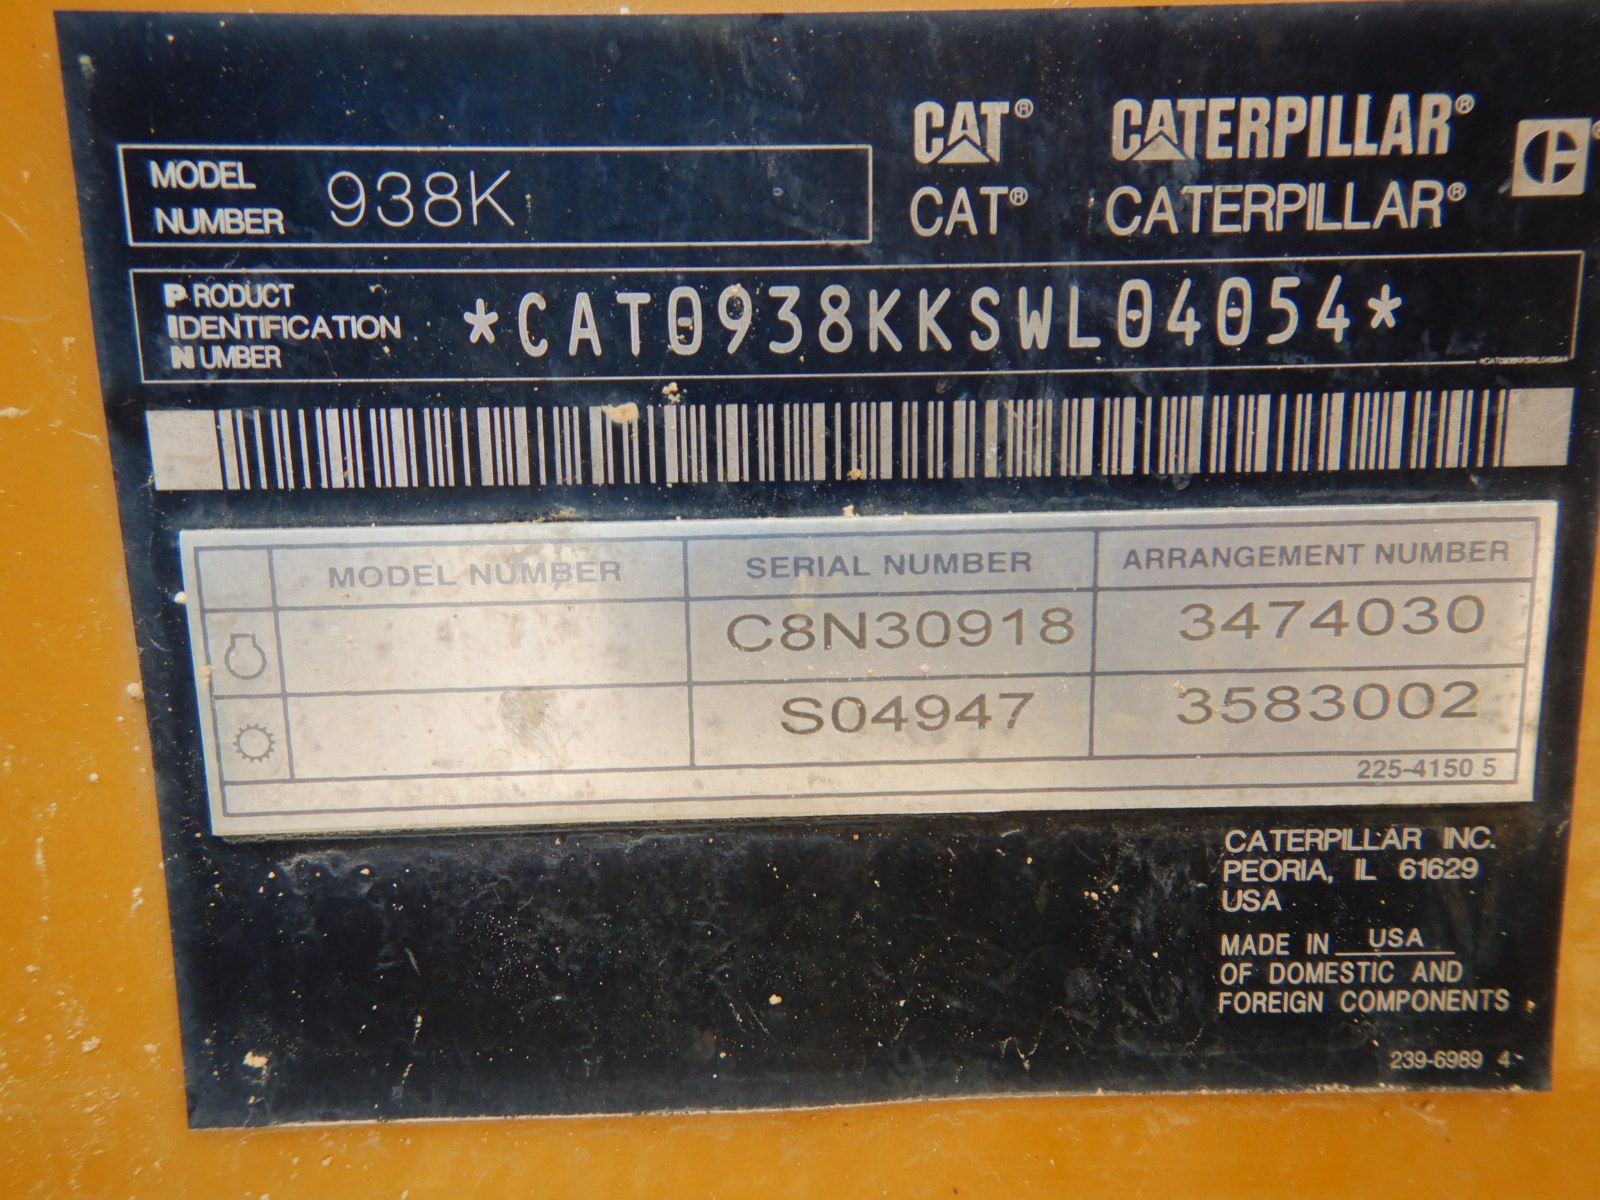 CAT® CATERPILLAR®
MODEL NUMBER 938K
CAT® CATERPILLAR®
PRODUCT
IDENTIFICATION
NUMBER
*CAT0938KKSWL04054*
MODEL NUMBER SERIAL NUMBER ARRANGEMENT NUMBER
C8N30918 3474030
S04947 3583002
225-4150 5
CATERPILLAR INC.
PEORIA, IL 61629
USA
MADE IN USA
OF DOMESTIC AND
FOREIGN COMPONENTS
239-6989 4